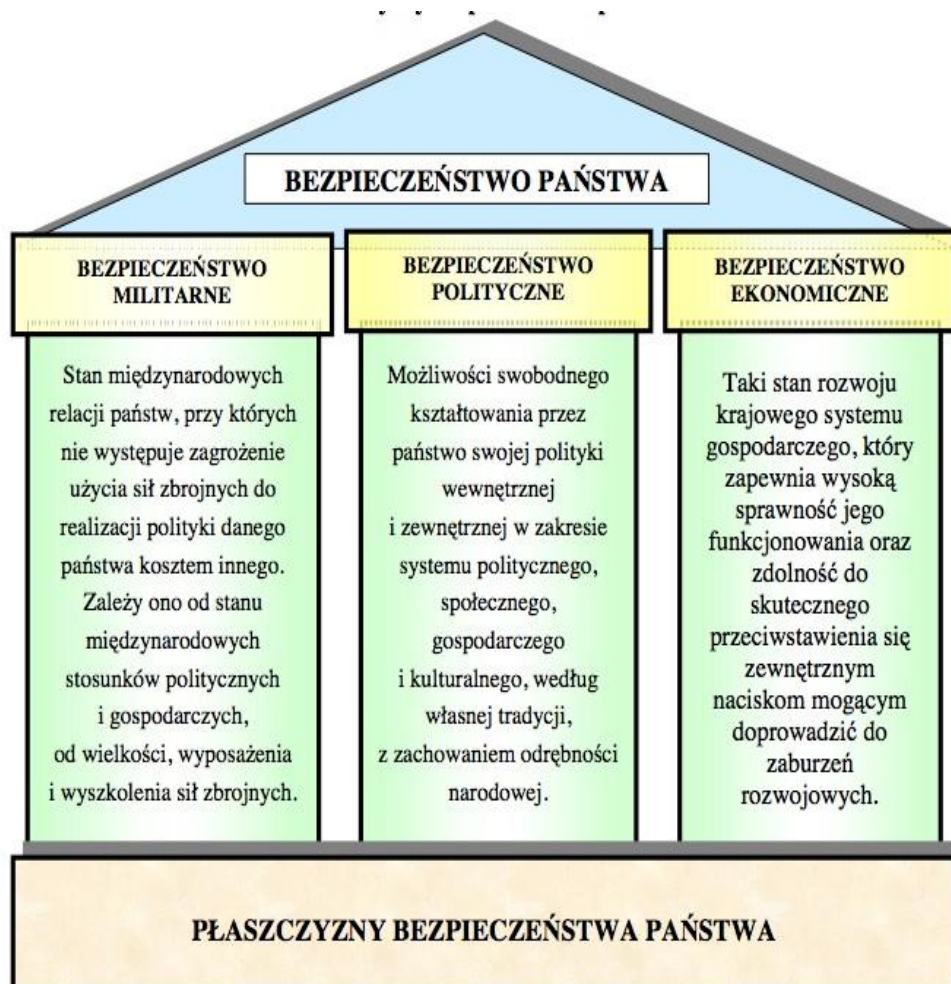 BEZPIECZEŃSTWO PAŃSTWA
BEZPIECZEŃSTWO
MILITARNE
Stan międzynarodowych
relacji państw, przy których
nie występuje zagrożenie
użycia sił zbrojnych do
realizacji polityki danego
państwa kosztem innego.
Zależy ono od stanu
międzynarodowych
stosunków politycznych
i gospodarczych,
od wielkości, wyposażenia
i wyszkolenia sił zbrojnych.
BEZPIECZEŃSTWO
POLITYCZNE
Możliwości swobodnego
kształtowania przez
państwo swojej polityki
wewnętrznej
i zewnętrznej w zakresie
systemu politycznego,
społecznego,
gospodarczego
i kulturalnego, według
własnej tradycji,
z zachowaniem odrębności
narodowej.
BEZPIECZEŃSTWO
EKONOMICZNE
Taki stan rozwoju
krajowego systemu
gospodarczego, który
zapewnia wysoką
sprawność jego
funkcjonowania oraz
zdolność do
skutecznego
przeciwstawienia się
zewnętrznym
naciskom mogącym
doprowadzić do
zaburzeń
rozwojowych.
PŁASZCZYZNY BEZPIECZEŃSTWA PAŃSTWA